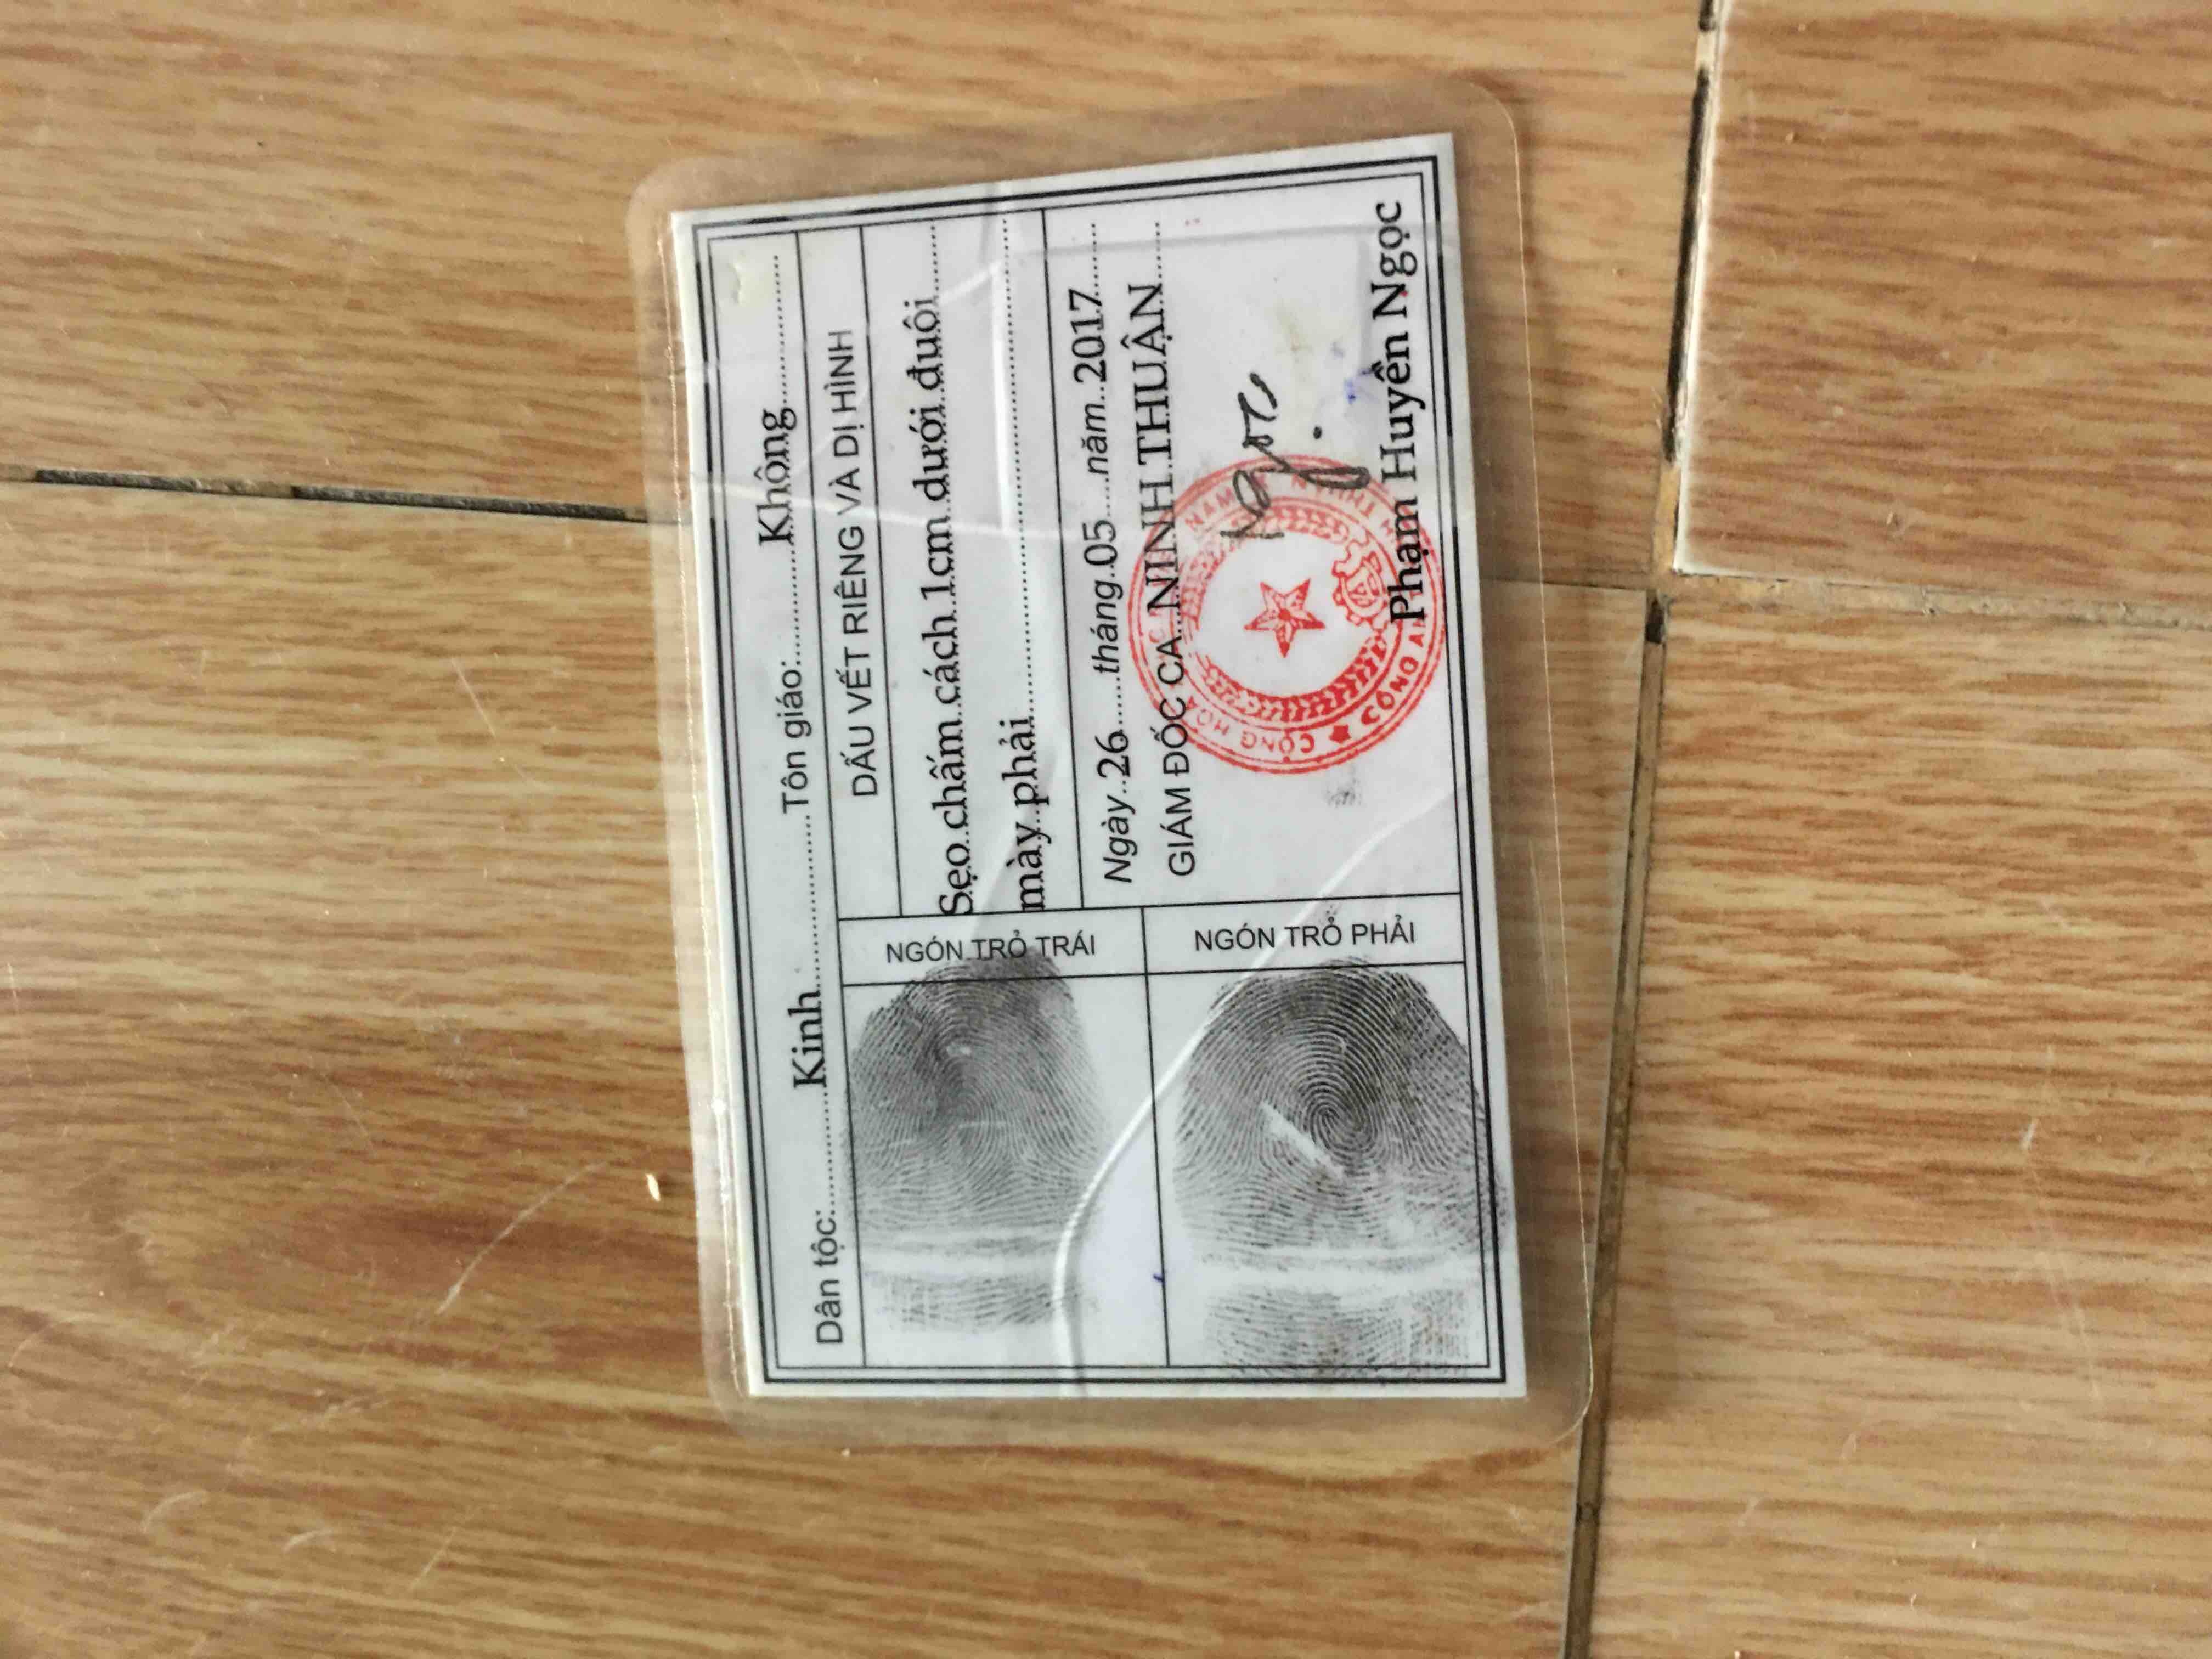 Dân tộc:.........Kinh..............Tôn giáo:.........Không............
DẤU VẾT RIÊNG VÀ DỊ HÌNH
Sẹo chấm cách 1cm dưới đuôi
mày phải
Ngày 26 tháng 05 năm 2017
GIÁM ĐỐC CA NINH THUẬN
Ngọc
Phạm Huyền Ngọc
NGÓN TRỎ TRÁI
NGÓN TRỎ PHẢI